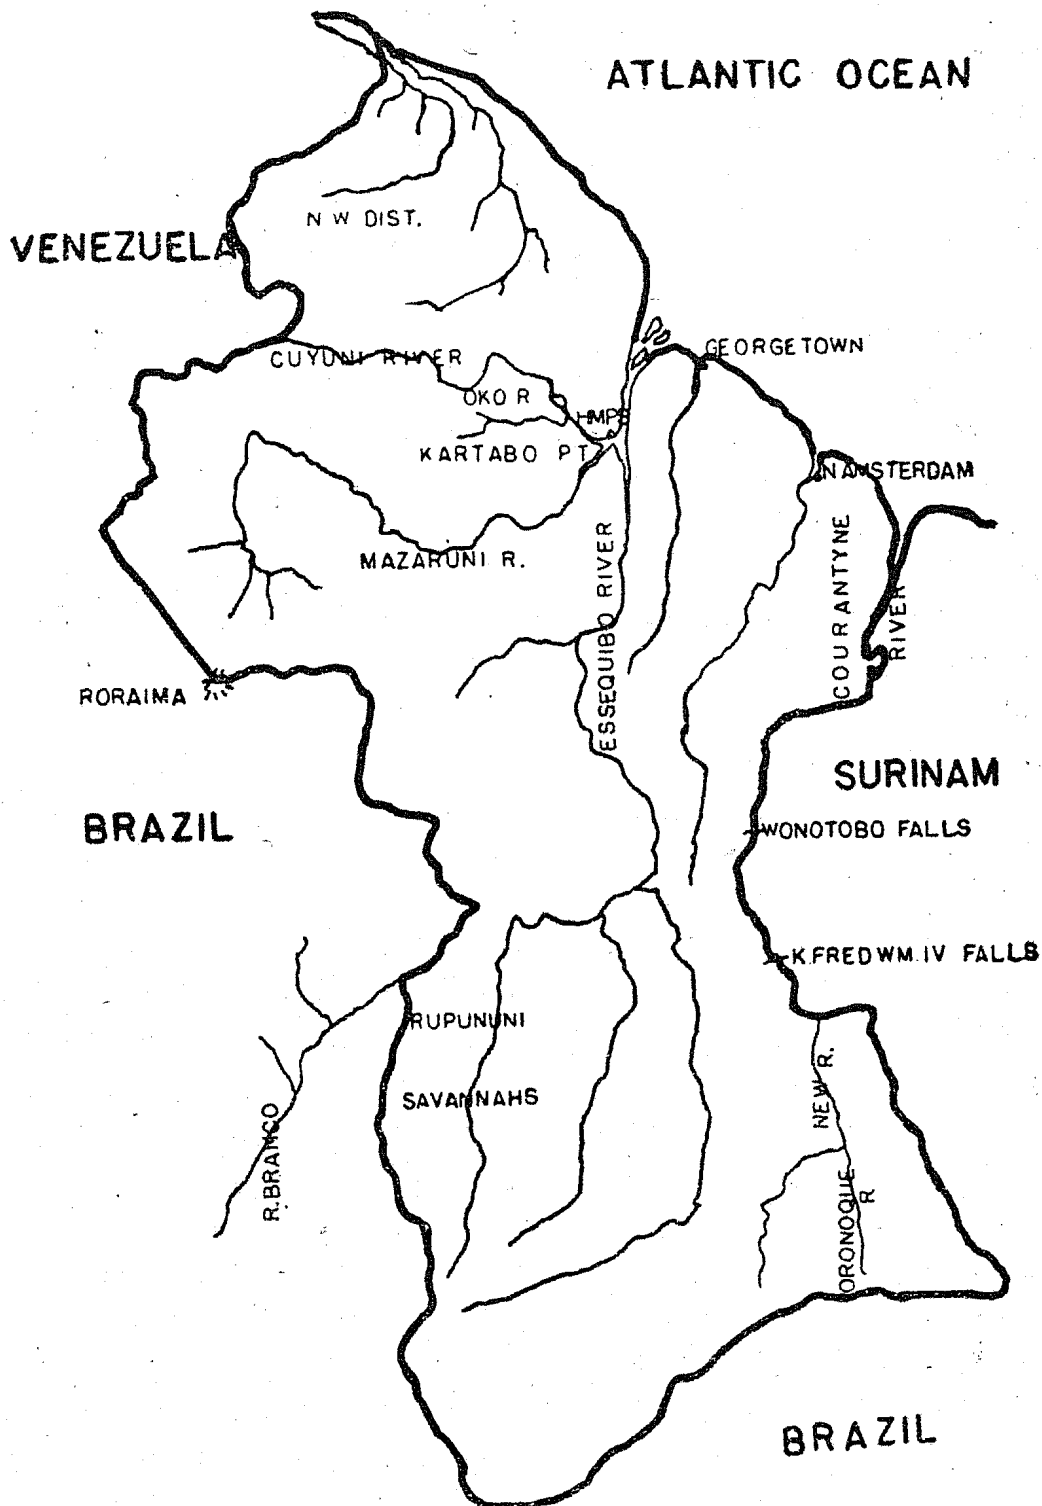 ATLANTIC OCEAN
N W DIST.
VENEZUELA
CUYUNI RIVER
GEORGETOWN
OKO R
HMPS
KARTABO PT.
N AMSTERDAM
MAZARUNI R.
ESSEQUIBO RIVER
COURANTYNE
RIVER
RORAIMA
SURINAM
BRAZIL
WONOTOBO FALLS
K.FRED WM. IV FALLS
RUPUNUNI
SAVANNAHS
NEW R.
R. BRANCO
ORONOQUE
R
BRAZIL